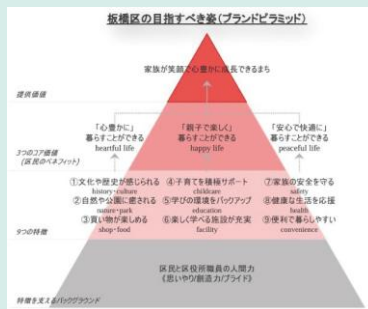 板橋区の目指すべき姿(ブランドピラミッド)
家族が笑顔で心豊かに成長できるまち
提供価値
「心豊かに」 「親子で楽しく」 「安心で快適に」
暮らすことができる 暮らすことができる 暮らすことができる
heartful life happy life peaceful life
3つのコア価値
(区民のベネフィット)
①文化や歴史が感じられる ④子育てを積極サポート ⑦家族の安全を守る
history・culture childcare safety
②自然や公園に癒される ⑤学びの環境をバックアップ ⑧健康な生活を応援
nature・park education health
③買い物が楽しめる ⑥楽しく学べる施設が充実 ⑨便利で暮らしやすい
shop・food facility convenience
9つの特徴
区民と区役所職員の人間力
《思いやり/創造力/プライド》
特徴を支えるバックグラウンド